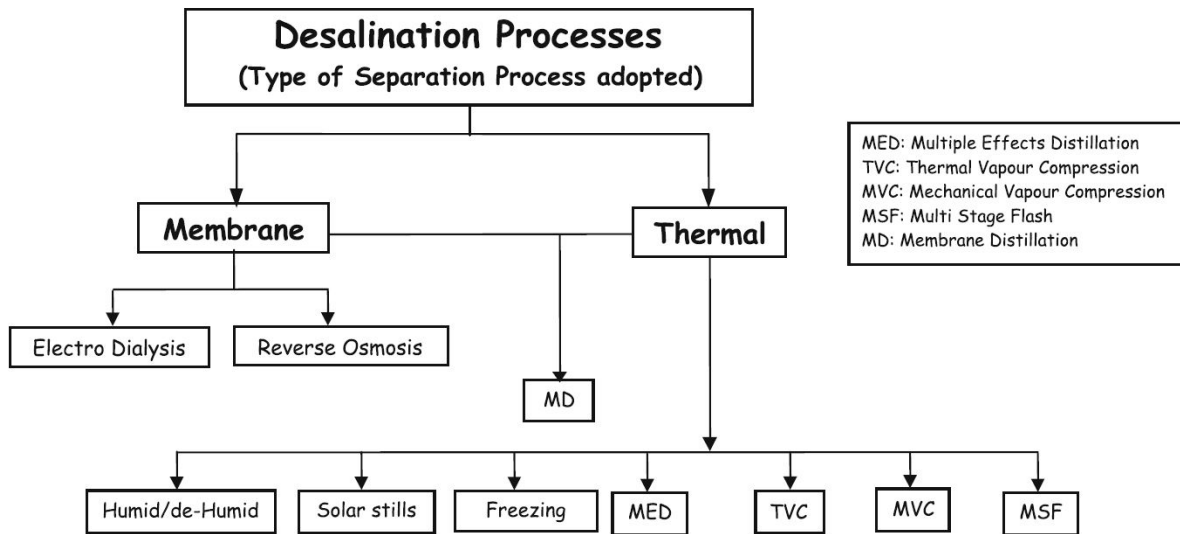 Desalination Processes
(Type of Separation Process adopted)
MED: Multiple Effects Distillation
TVC: Thermal Vapour Compression
MVC: Mechanical Vapour Compression
MSF: Multi Stage Flash
MD: Membrane Distillation
Membrane
Thermal
Electro Dialysis
Reverse Osmosis
MD
Humid/de-Humid
Solar stills
Freezing
MED
TVC
MVC
MSF